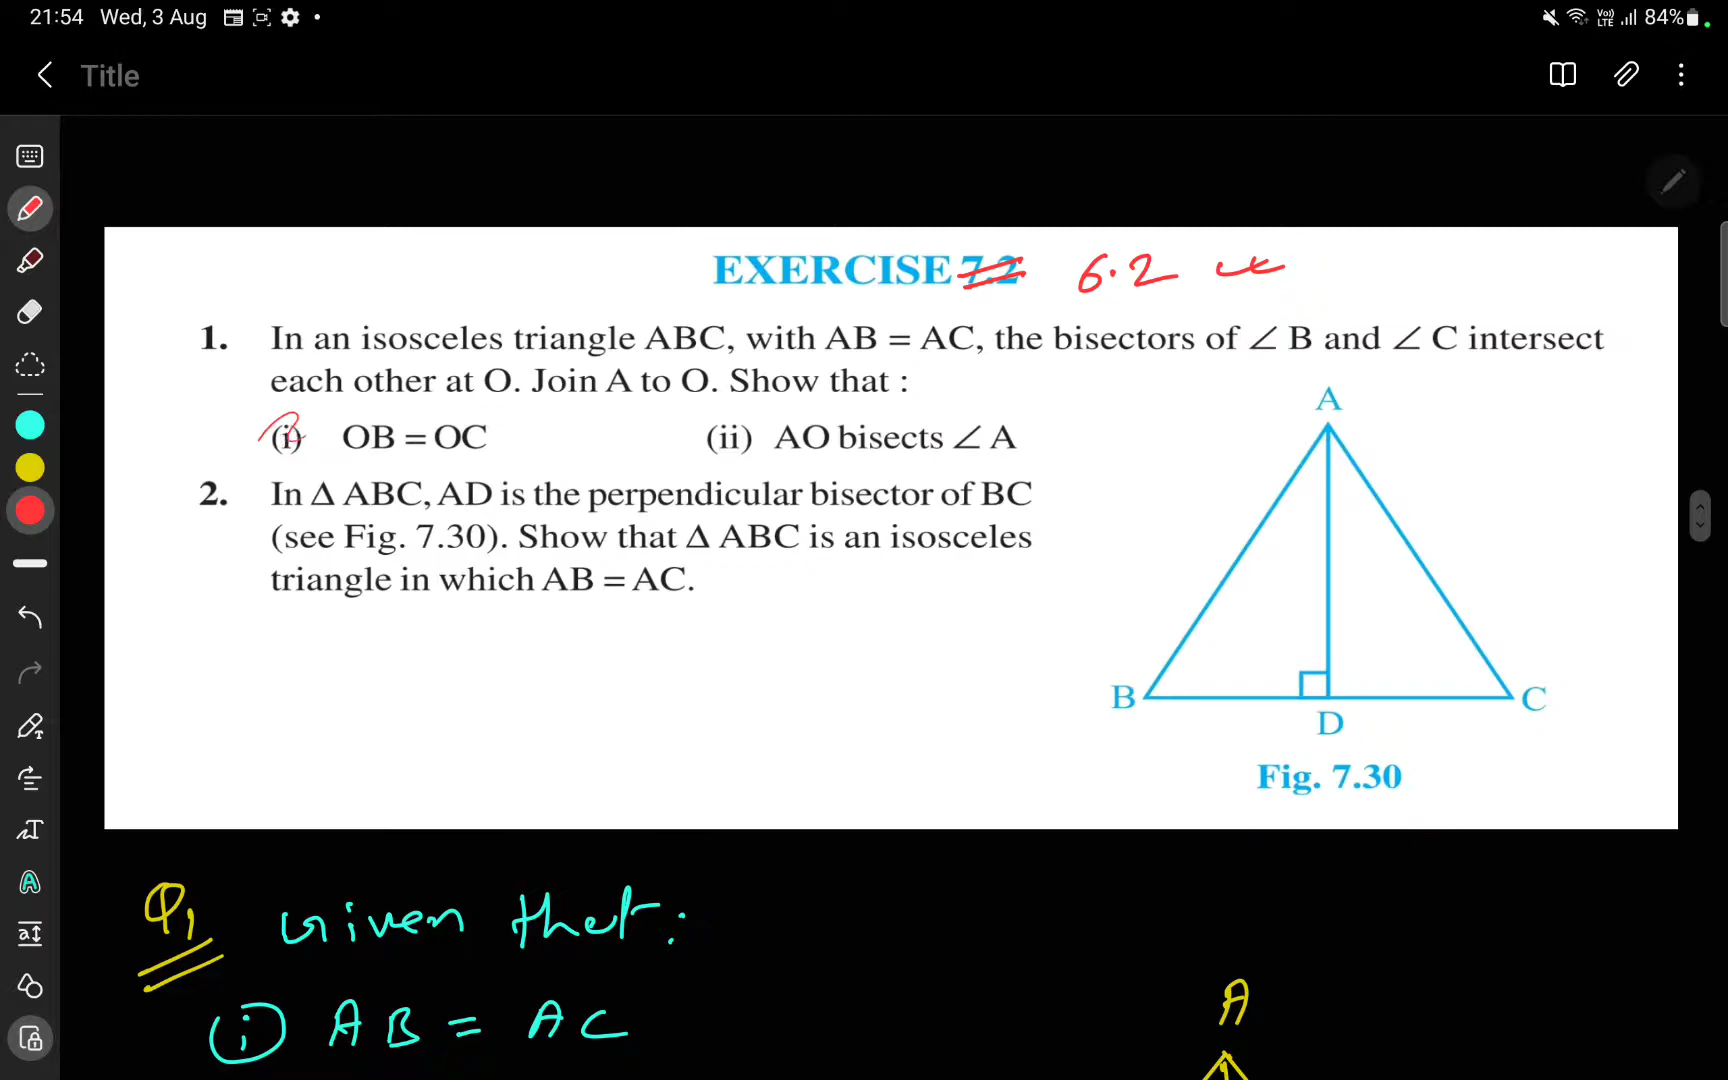 21:54 Wed, 3 Aug
Vo)) LTE 84%
Title
EXERCISE 7.2 6.2
1. In an isosceles triangle ABC, with AB = AC, the bisectors of ∠ B and ∠ C intersect
each other at O. Join A to O. Show that :
(i) OB = OC (ii) AO bisects ∠ A
2. In Δ ABC, AD is the perpendicular bisector of BC
(see Fig. 7.30). Show that Δ ABC is an isosceles
triangle in which AB = AC.
A
B
C
D
Fig. 7.30
Q1 Given that:
(i) AB = AC
A